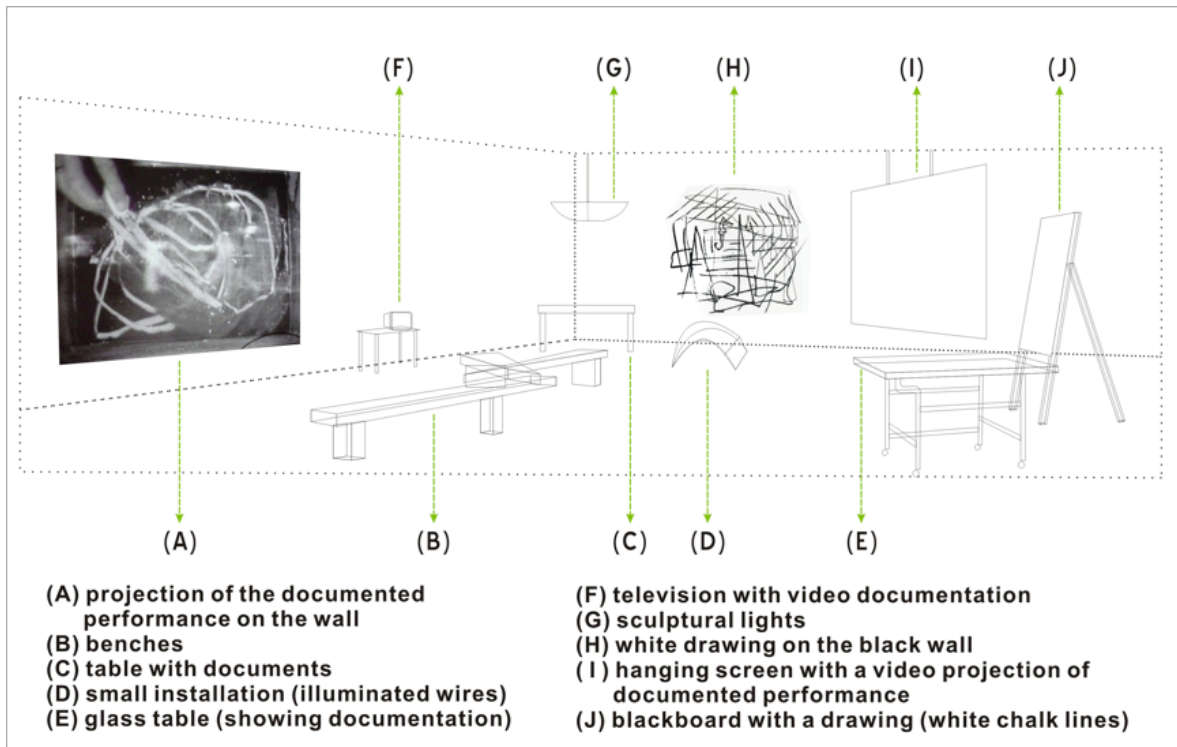 (F) (G) (H) (I) (J)
(A) (B) (C) (D) (E)
(A) projection of the documented
performance on the wall
(B) benches
(C) table with documents
(D) small installation (illuminated wires)
(E) glass table (showing documentation)
(F) television with video documentation
(G) sculptural lights
(H) white drawing on the black wall
(I) hanging screen with a video projection of
documented performance
(J) blackboard with a drawing (white chalk lines)